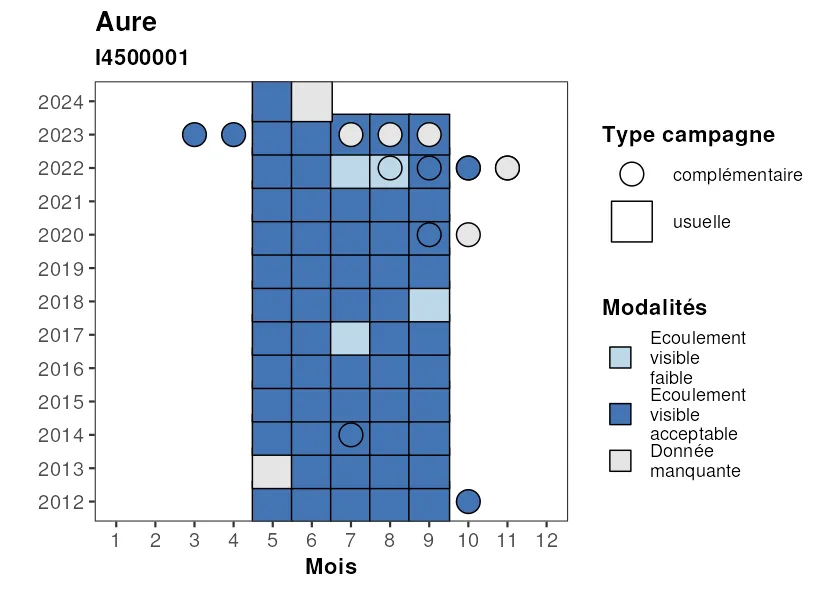 Aure
I4500001
2024
2023
2022
2021
2020
2019
2018
2017
2016
2015
2014
2013
2012
1 2 3 4 5 6 7 8 9 10 11 12
Mois
Type campagne
complémentaire
usuelle
Modalités
Ecoulement
visible
faible
Ecoulement
visible
acceptable
Donnée
manquante